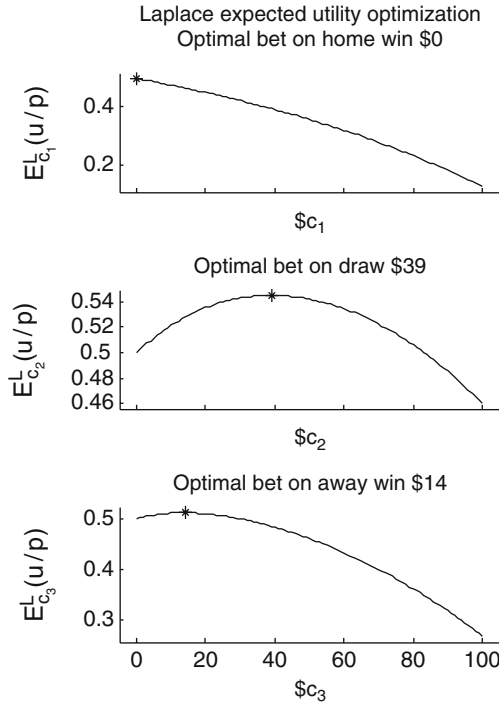 Laplace expected utility optimization
Optimal bet on home win $0
0.4
0.2
E^L_{c_1}(u/p)
$c_1
Optimal bet on draw $39
0.54
0.52
0.5
0.48
0.46
E^L_{c_2}(u/p)
$c_2
Optimal bet on away win $14
0.5
0.4
0.3
E^L_{c_3}(u/p)
0 20 40 60 80 100
$c_3